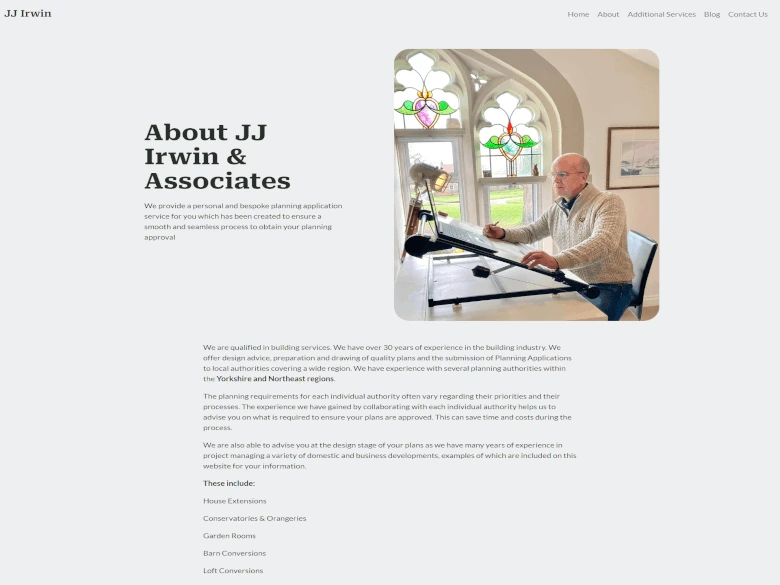 JJ Irwin
Home About Additional Services Blog Contact Us
About JJ
Irwin &
Associates
We provide a personal and bespoke planning application
service for you which has been created to ensure a
smooth and seamless process to obtain your planning
approval
We are qualified in building services. We have over 30 years of experience in the building industry. We
offer design advice, preparation and drawing of quality plans and the submission of Planning Applications
to local authorities covering a wide region. We have experience with several planning authorities within
the Yorkshire and Northeast regions.
The planning requirements for each individual authority often vary regarding their priorities and their
processes. The experience we have gained by collaborating with each individual authority helps us to
advise you on what is required to ensure your plans are approved. This can save time and costs during the
process.
We are also able to advise you at the design stage of your plans as we have many years of experience in
project managing a variety of domestic and business developments, examples of which are included on this
website for your information.
These include:
House Extensions
Conservatories & Orangeries
Garden Rooms
Barn Conversions
Loft Conversions